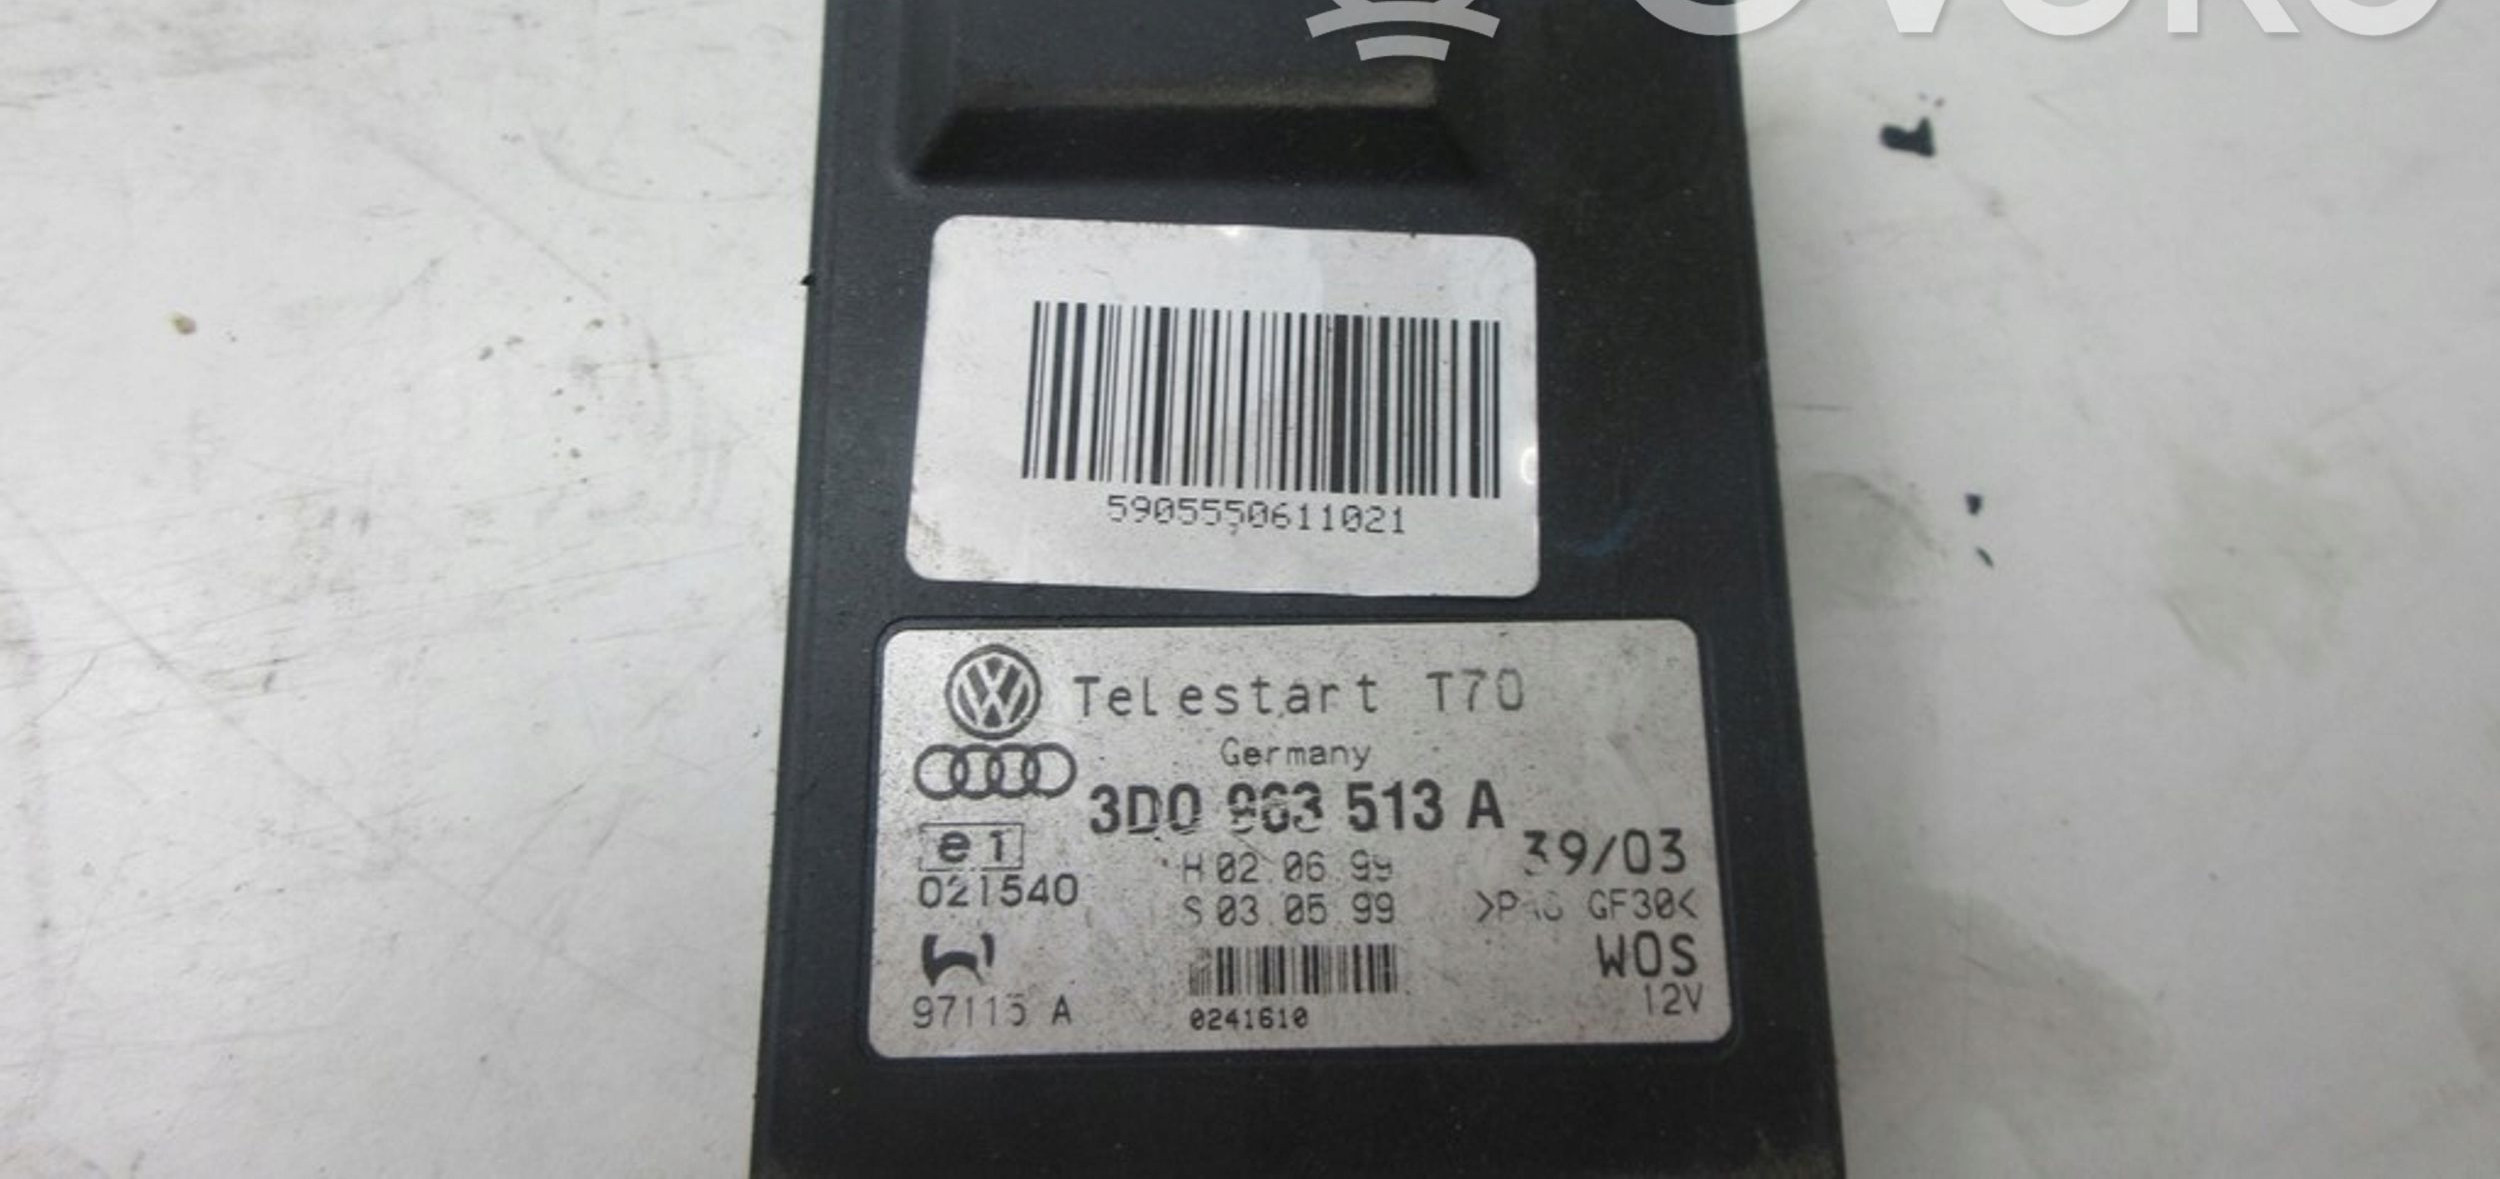 OVOKO
5905550611021
Telestart T70
Germany
3D0 963 513 A
e1
39/03
021540
H 02 06 99
S 03 05 99
GF30<
WOS
12V
97115 A
0241610